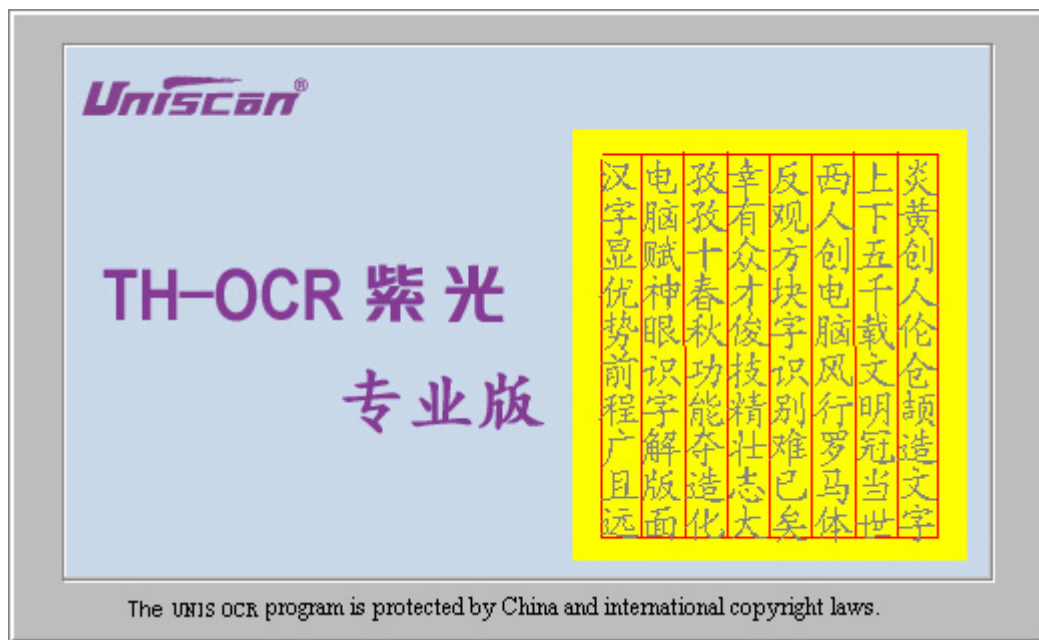 Uniscan®
TH-OCR 紫光
专业版
炎黄创人伦仓颉造文字
上下五千载文明冠当世
西人创电脑风行罗马体
反观方块字识别难已矣
幸有众才俊技精壮志大
孜孜十春秋功能夺造化
电脑赋神眼识字解版面
汉字显优势前程广且远
The UNIS OCR program is protected by China and international copyright laws.